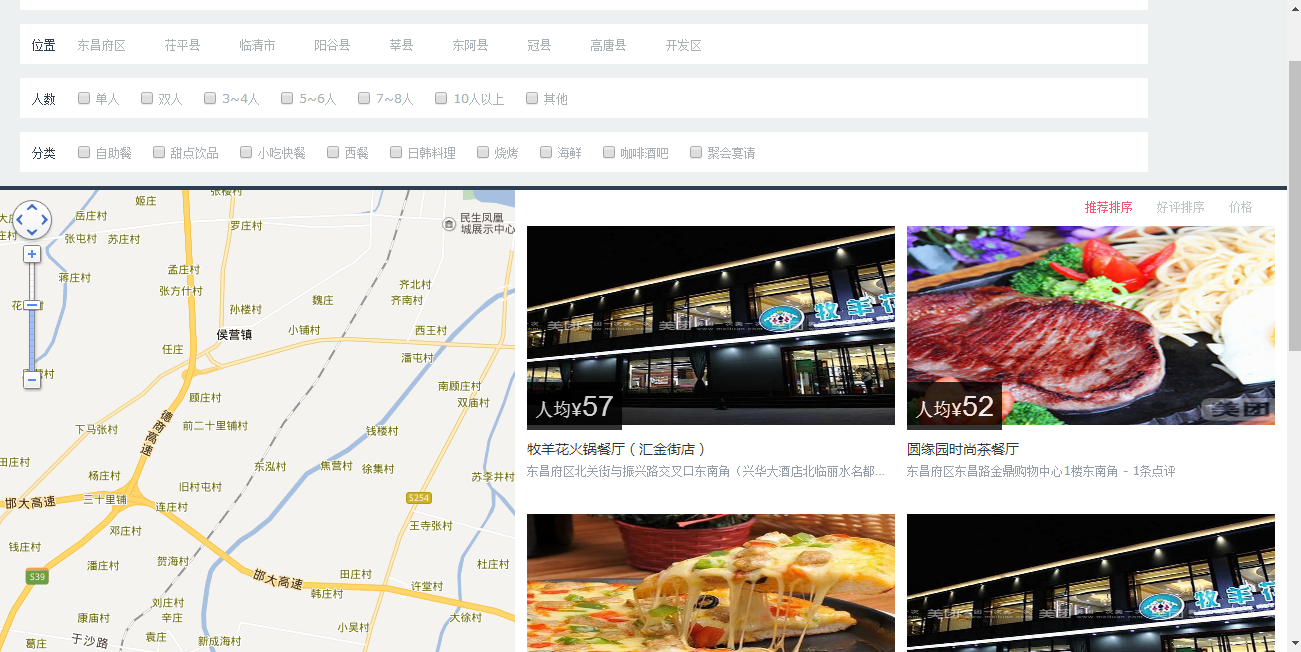 位置 东昌府区 茌平县 临清市 阳谷县 莘县 东阿县 冠县 高唐县 开发区
人数 单人 双人 3~4人 5~6人 7~8人 10人以上 其他
分类 自助餐 甜点饮品 小吃快餐 西餐 日韩料理 烧烤 海鲜 咖啡酒吧 聚会宴请
推荐排序 好评排序 价格
张楼村
姬庄
岳庄村
罗庄村
民生凤凰
城展示中心
张屯村
苏庄村
孟庄村
蒋庄村
张方什村
齐北村
魏庄
齐南村
孙楼村
侯营镇
小铺村
西王村
任庄
潘屯村
南顾庄村
顾庄村
双庙村
德商高速
下马张村
前二十里铺村
钱楼村
田庄村
东泓村
焦营村
徐集村
杨庄村
苏李井村
旧村屯村
三十里铺
S254
邯大高速
连庄村
王寺张村
邓庄村
钱庄村
贺海村
潘庄村
杜庄村
S39
邯大高速
田庄村
许堂村
韩庄村
刘庄村
康庙村
辛庄
大徐村
小吴村
袁庄
于沙路
葛庄
新成海村
牧羊花
美团
人均¥57
牧羊花火锅餐厅（汇金街店）
东昌府区北关街与振兴路交叉口东南角（兴华大酒店北临丽水名都...
美团
人均¥52
圆缘园时尚茶餐厅
东昌府区东昌路金鼎购物中心1楼东南角 - 1条点评
牧羊花
美团